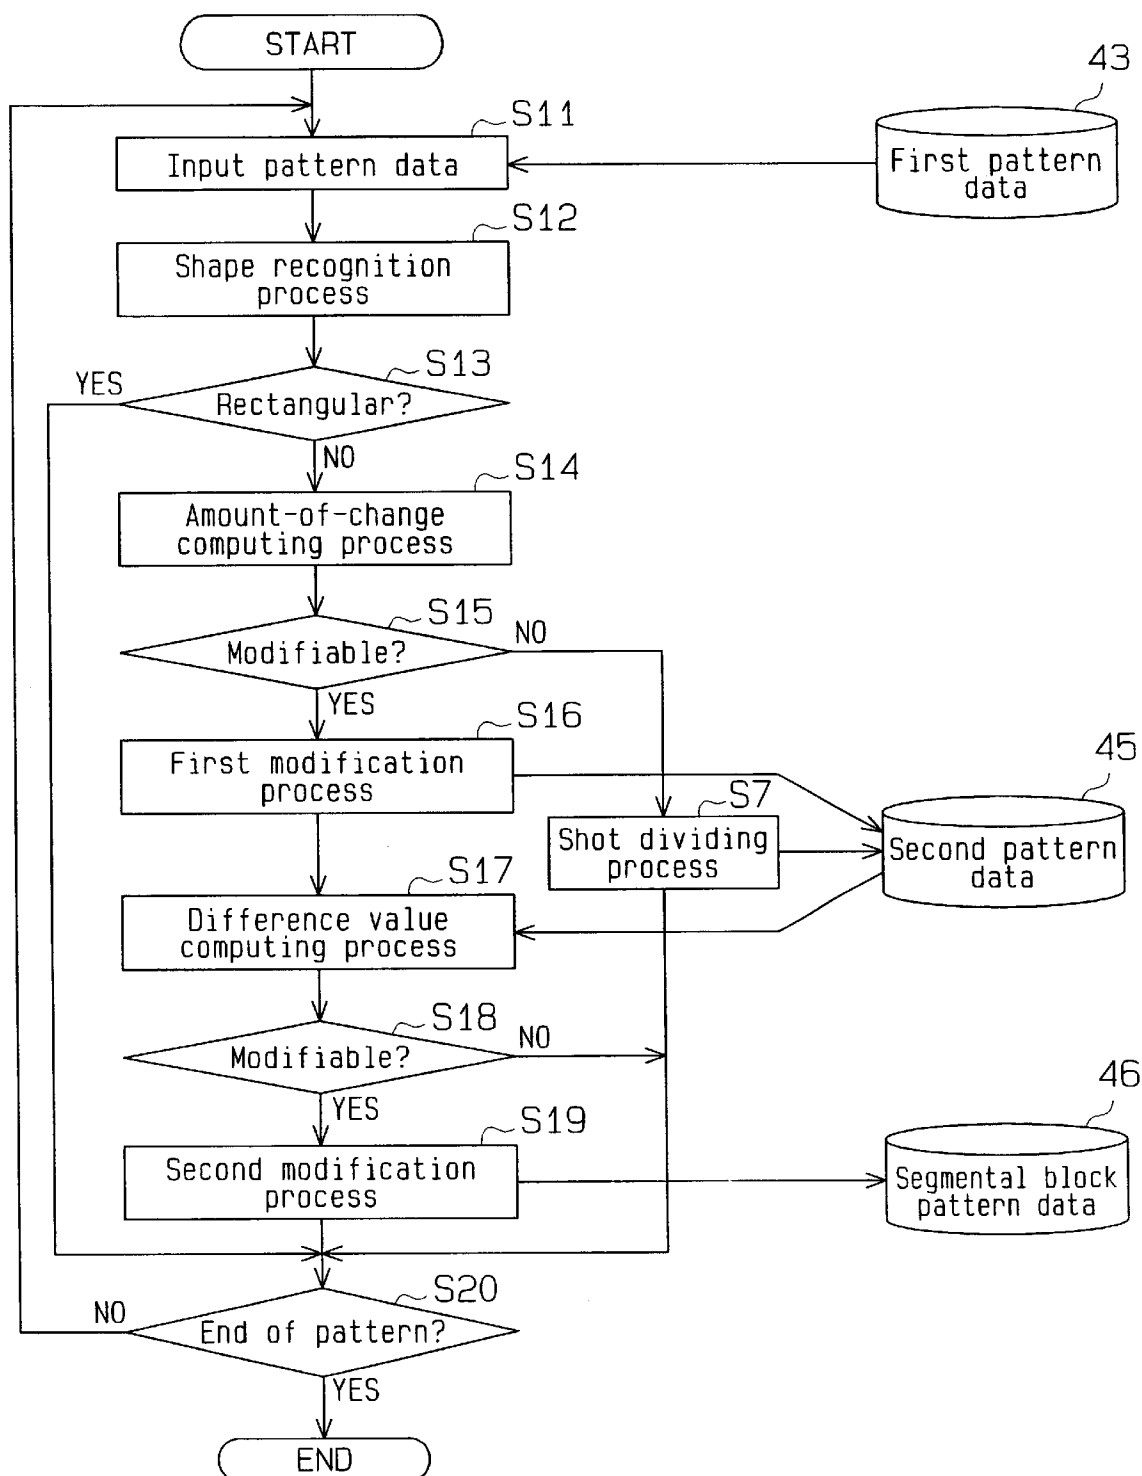 START
43
S11
Input pattern data
First pattern
data
S12
Shape recognition
process
S13
YES
Rectangular?
NO
S14
Amount-of-change
computing process
S15
NO
Modifiable?
YES
S16
First modification
process
45
S7
Shot dividing
process
Second pattern
data
S17
Difference value
computing process
S18
NO
Modifiable?
YES
46
S19
Second modification
process
Segmental block
pattern data
S20
NO
End of pattern?
YES
END